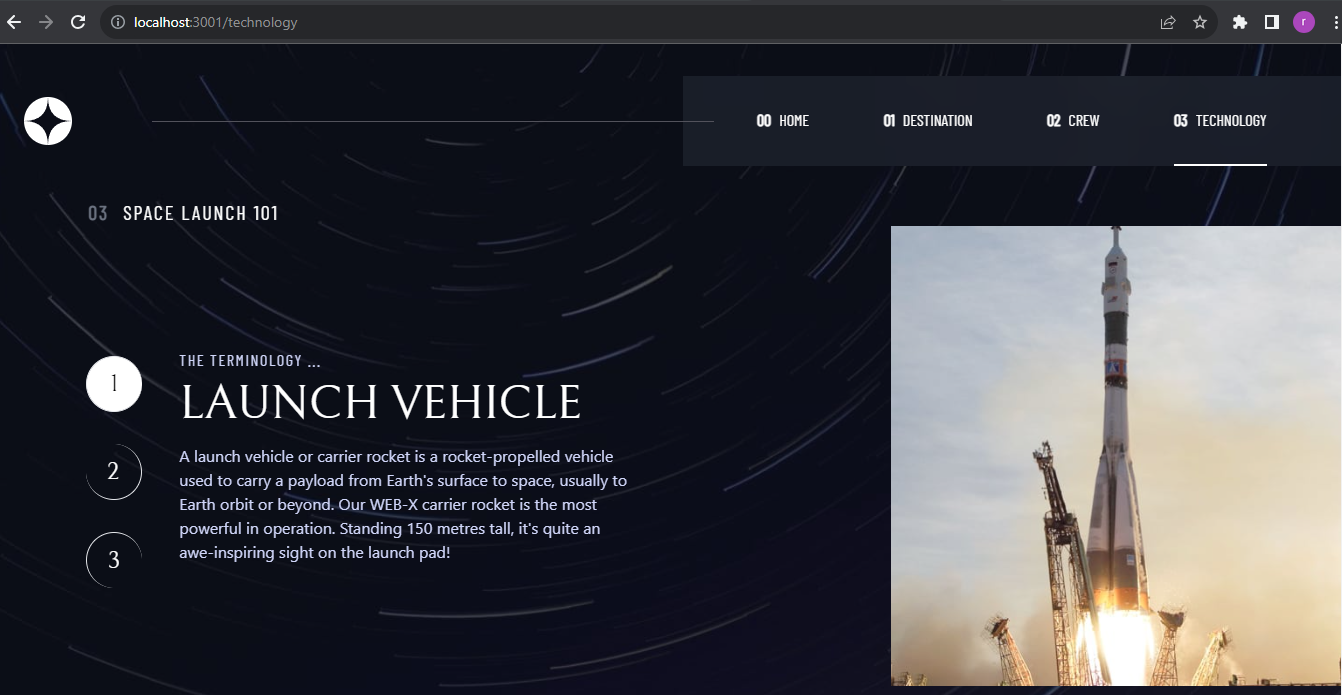 localhost:3001/technology
r
00 HOME
01 DESTINATION
02 CREW
03 TECHNOLOGY
03 SPACE LAUNCH 101
1
2
3
THE TERMINOLOGY ...
LAUNCH VEHICLE
A launch vehicle or carrier rocket is a rocket-propelled vehicle
used to carry a payload from Earth's surface to space, usually to
Earth orbit or beyond. Our WEB-X carrier rocket is the most
powerful in operation. Standing 150 metres tall, it's quite an
awe-inspiring sight on the launch pad!